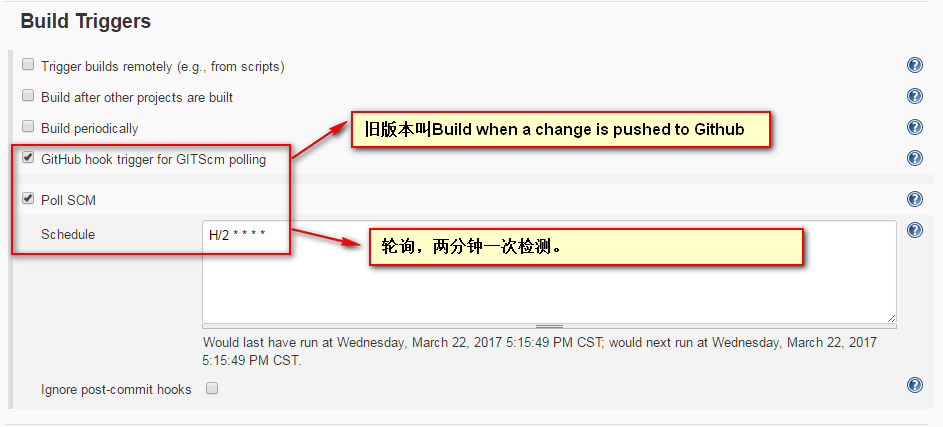 Build Triggers
Trigger builds remotely (e.g., from scripts)
Build after other projects are built
Build periodically
旧版本叫Build when a change is pushed to Github
GitHub hook trigger for GITScm polling
Poll SCM
Schedule
H/2 * * * *
轮询，两分钟一次检测。
Would last have run at Wednesday, March 22, 2017 5:15:49 PM CST; would next run at Wednesday, March 22, 2017
5:15:49 PM CST.
Ignore post-commit hooks